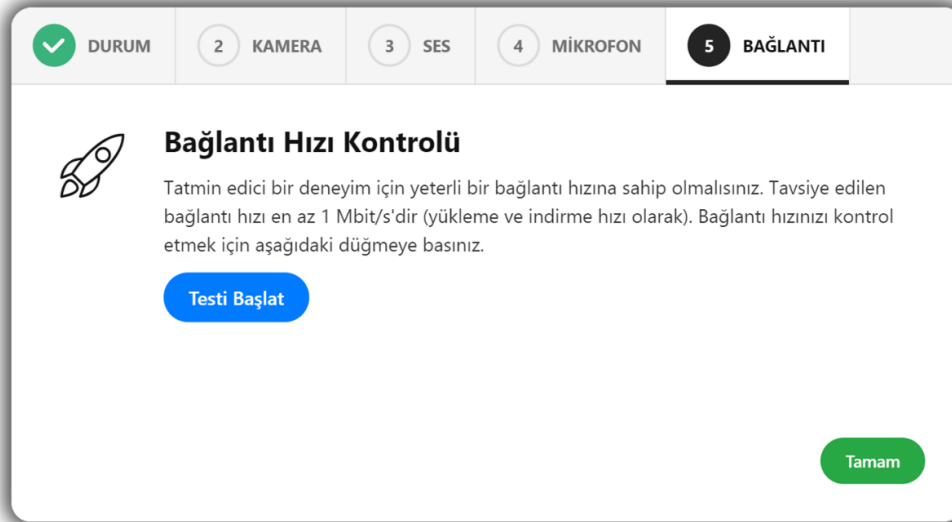 DURUM
2 KAMERA
3 SES
4 MİKROFON
5 BAĞLANTI
Bağlantı Hızı Kontrolü
Tatmin edici bir deneyim için yeterli bir bağlantı hızına sahip olmalısınız. Tavsiye edilen
bağlantı hızı en az 1 Mbit/s'dir (yükleme ve indirme hızı olarak). Bağlantı hızınızı kontrol
etmek için aşağıdaki düğmeye basınız.
Testi Başlat
Tamam